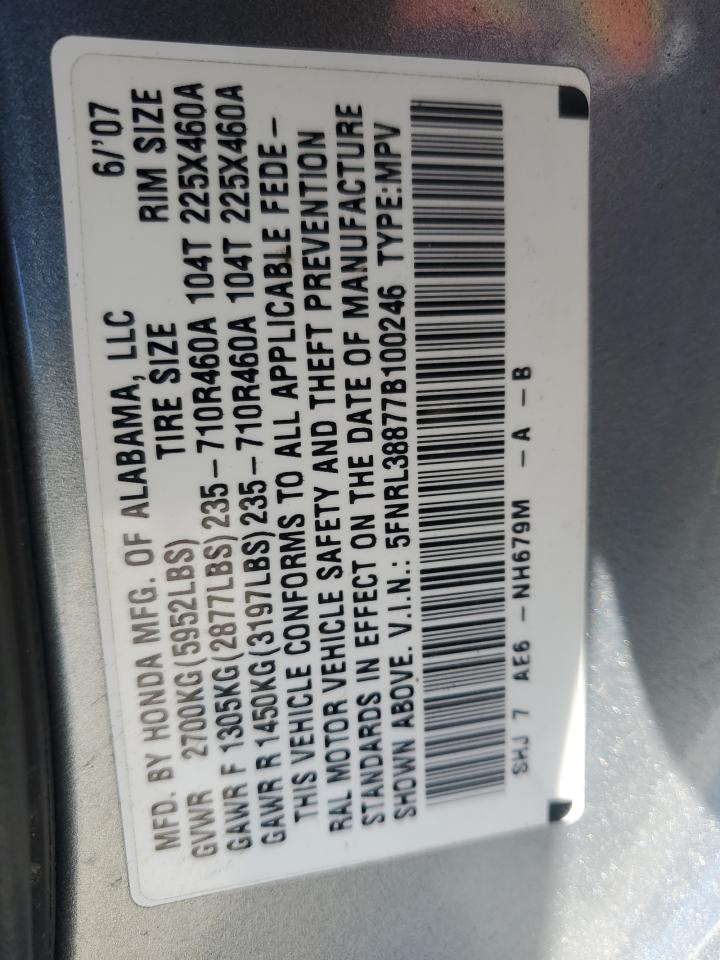 MFD. BY HONDA MFG. OF ALABAMA, LLC 6/'07
GVWR 2700KG(5952LBS) TIRE SIZE RIM SIZE
GAWR F 1305KG(2877LBS)235-710R460A 104T 225X460A
GAWR R 1450KG(3197LBS)235-710R460A 104T 225X460A
THIS VEHICLE CONFORMS TO ALL APPLICABLE FEDE-
RAL MOTOR VEHICLE SAFETY AND THEFT PREVENTION
STANDARDS IN EFFECT ON THE DATE OF MANUFACTURE
SHOWN ABOVE. V.I.N.: 5FNRL38877B100246 TYPE:MPV
SHJ 7 AE6 - NH679M - A - B